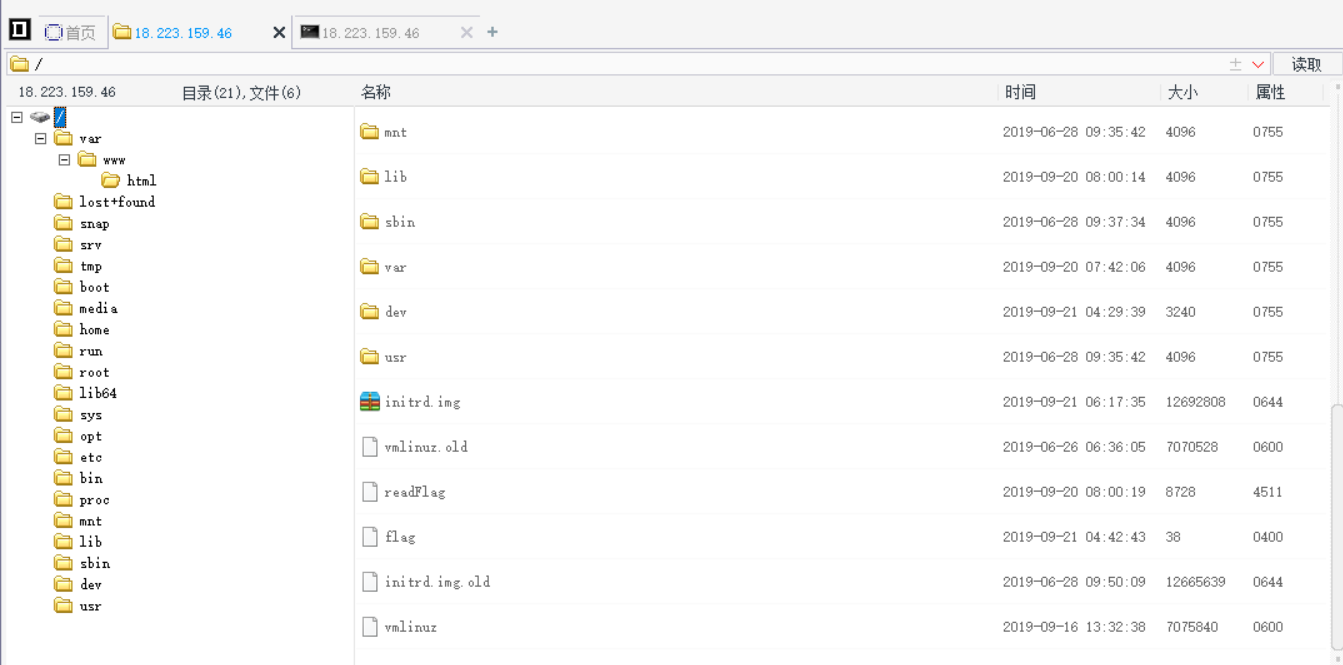 首页 18.223.159.46 18.223.159.46
/ 读取
18.223.159.46 目录(21),文件(6) 名称 时间 大小 属性
/
var
www
html
lost+found
snap
srv
tmp
boot
media
home
run
root
lib64
sys
opt
etc
bin
proc
mnt
lib
sbin
dev
usr
mnt 2019-06-28 09:35:42 4096 0755
lib 2019-09-20 08:00:14 4096 0755
sbin 2019-06-28 09:37:34 4096 0755
var 2019-09-20 07:42:06 4096 0755
dev 2019-09-21 04:29:39 3240 0755
usr 2019-06-28 09:35:42 4096 0755
initrd.img 2019-09-21 06:17:35 12692808 0644
vmlinuz.old 2019-06-26 06:36:05 7070528 0600
readFlag 2019-09-20 08:00:19 8728 4511
flag 2019-09-21 04:42:43 38 0400
initrd.img.old 2019-06-28 09:50:09 12665639 0644
vmlinuz 2019-09-16 13:32:38 7075840 0600